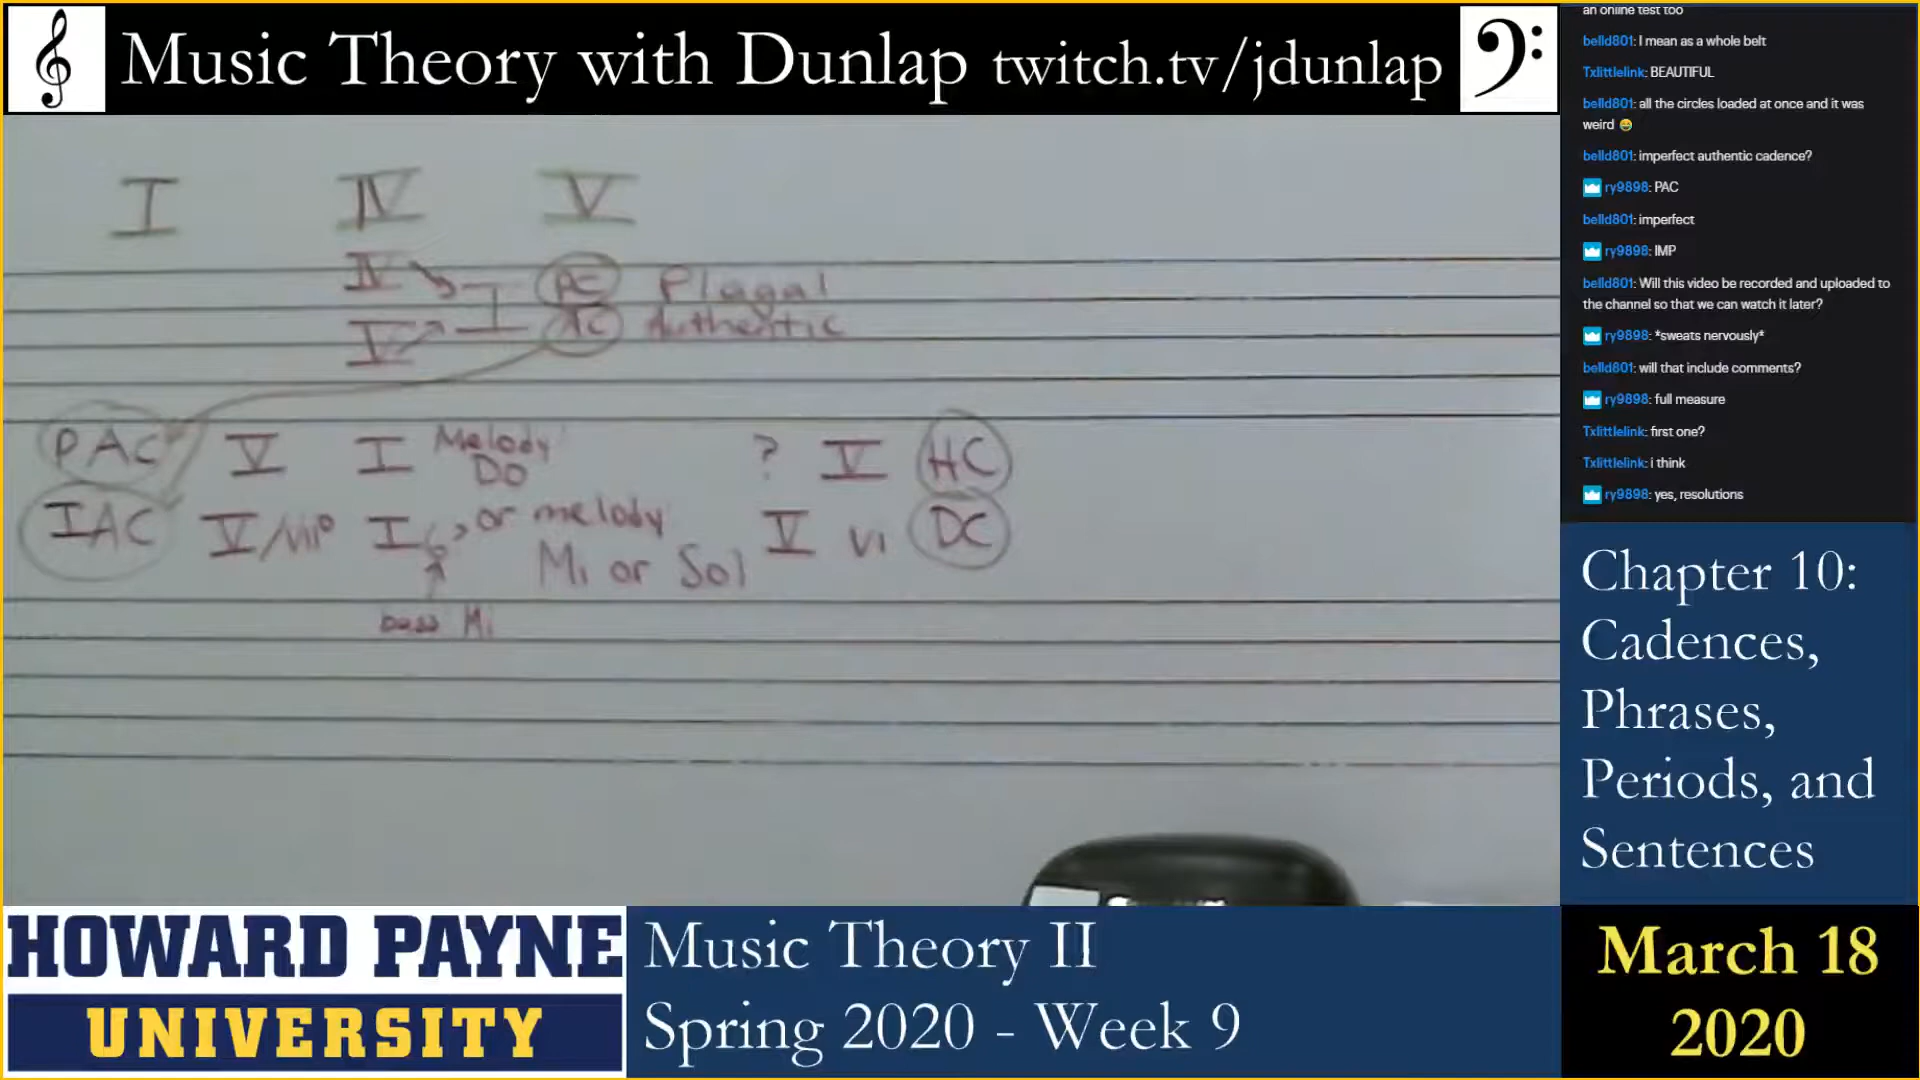 Music Theory with Dunlap twitch.tv/jdunlap
I IV V
IV I PC Plagal
V AC Authentic
PAC V I Melody Do ? V HC
IAC V/vii° I6, or melody Mi or Sol V vi DC
bass Mi
an online test too
belld801: I mean as a whole belt
Txlittlelink: BEAUTIFUL
belld801: all the circles loaded at once and it was
weird
belld801: imperfect authentic cadence?
ry9898: PAC
belld801: imperfect
ry9898: IMP
belld801: Will this video be recorded and uploaded to
the channel so that we can watch it later?
ry9898: *sweats nervously*
belld801: will that include comments?
ry9898: full measure
Txlittlelink: first one?
Txlittlelink: i think
ry9898: yes, resolutions
Chapter 10:
Cadences,
Phrases,
Periods, and
Sentences
HOWARD PAYNE
UNIVERSITY
Music Theory II
Spring 2020 - Week 9
March 18
2020